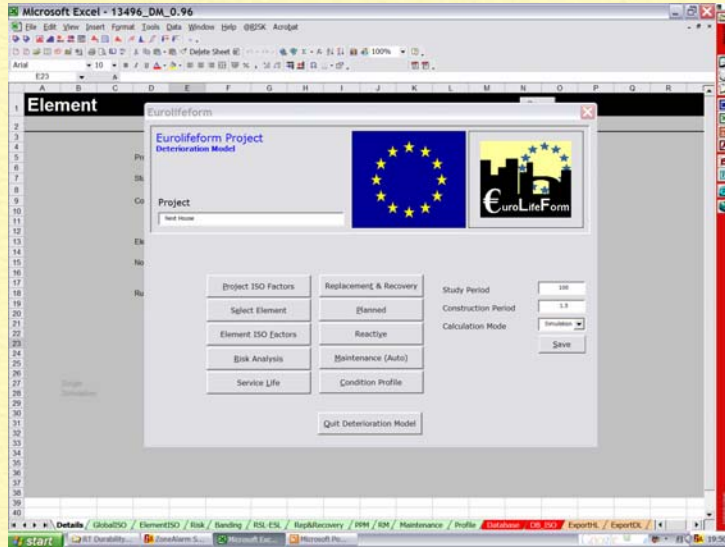 Microsoft Excel - 13496_DM_0.96
File Edit View Insert Format Tools Data Window Help @RISK Acrobat
Delete Sheet
100%
Arial 10
E23
A B C D E F G H I J K L M N O P Q R
Element
Eurolifeform
Eurolifeform Project
Deterioration Model
Project
Nest House
€uroLifeForm
Project ISO Factors
Replacement & Recovery
Study Period
100
Select Element
Planned
Construction Period
1.5
Element ISO Factors
Reactive
Calculation Mode
Simulation
Risk Analysis
Maintenance (Auto)
Save
Service Life
Condition Profile
Quit Deterioration Model
Details / GlobalISO / ElementISO / Risk / Banding / RSL-ESL / Rep&Recovery / PPM / RM / Maintenance / Profile / Database / DB_ISO / ExportHL / ExportDL
start
RT Durability...
ZoneAlarm S...
Microsoft Exc...
Microsoft Po...